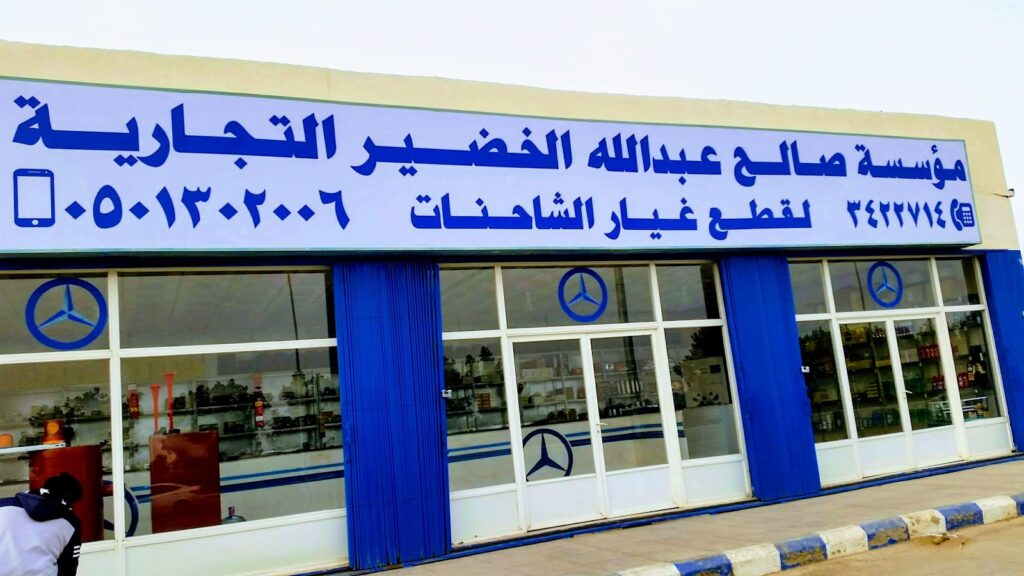 مؤسسة صالح عبدالله الخضير التجارية
٣٤٢٢٧١٤ لقطع غيار الشاحنات ٠٥٠١٣٠٢٠٠٦